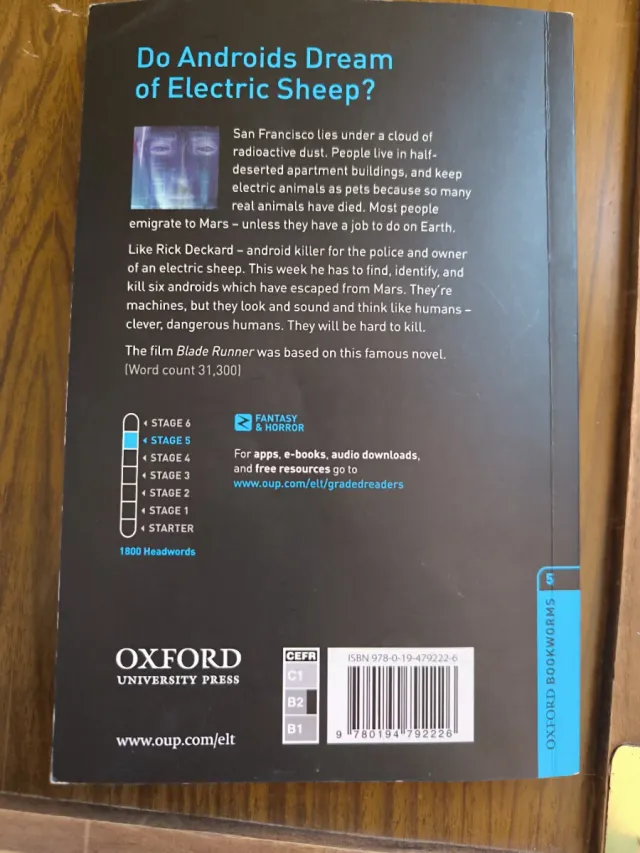 Do Androids Dream
of Electric Sheep?
San Francisco lies under a cloud of
radioactive dust. People live in half-
deserted apartment buildings, and keep
electric animals as pets because so many
real animals have died. Most people
emigrate to Mars – unless they have a job to do on Earth.
Like Rick Deckard – android killer for the police and owner
of an electric sheep. This week he has to find, identify, and
kill six androids which have escaped from Mars. They're
machines, but they look and sound and think like humans –
clever, dangerous humans. They will be hard to kill.
The film Blade Runner was based on this famous novel.
[Word count 31,300]
STAGE 6
STAGE 5
STAGE 4
STAGE 3
STAGE 2
STAGE 1
STARTER
1800 Headwords
FANTASY
& HORROR
For apps, e-books, audio downloads,
and free resources go to
www.oup.com/elt/gradedreaders
5
OXFORD BOOKWORMS
OXFORD
UNIVERSITY PRESS
www.oup.com/elt
CEFR
C1
B2
B1
ISBN 978-0-19-479222-6
9 780194 792226